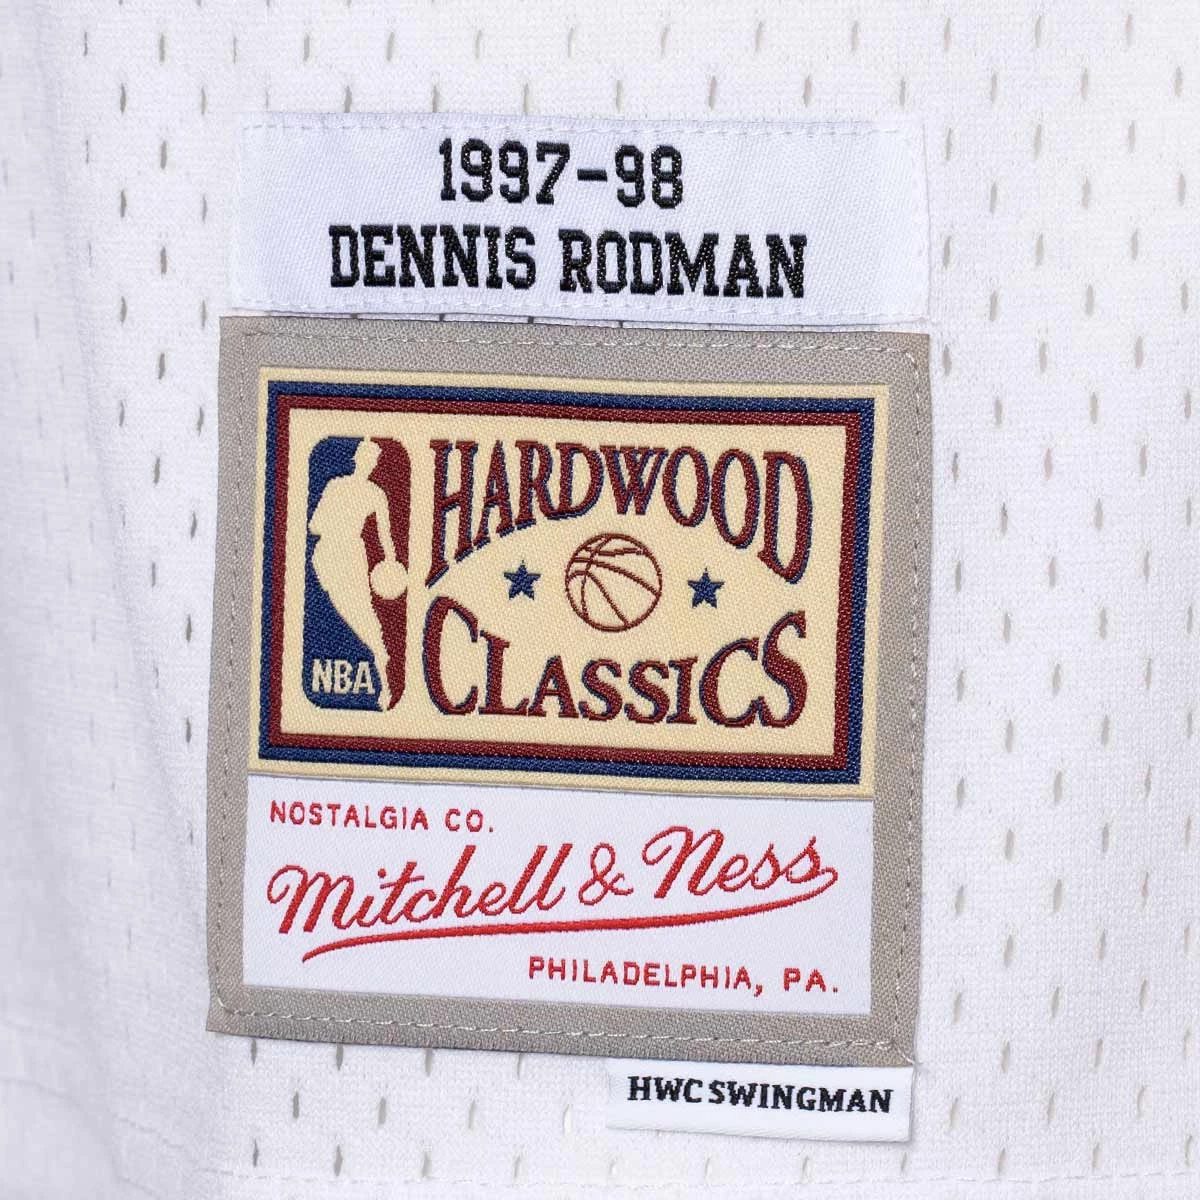 1997-98
DENNIS RODMAN
HARDWOOD
CLASSICS
NBA
NOSTALGIA CO.
Mitchell & Ness
PHILADELPHIA, PA.
HWC SWINGMAN